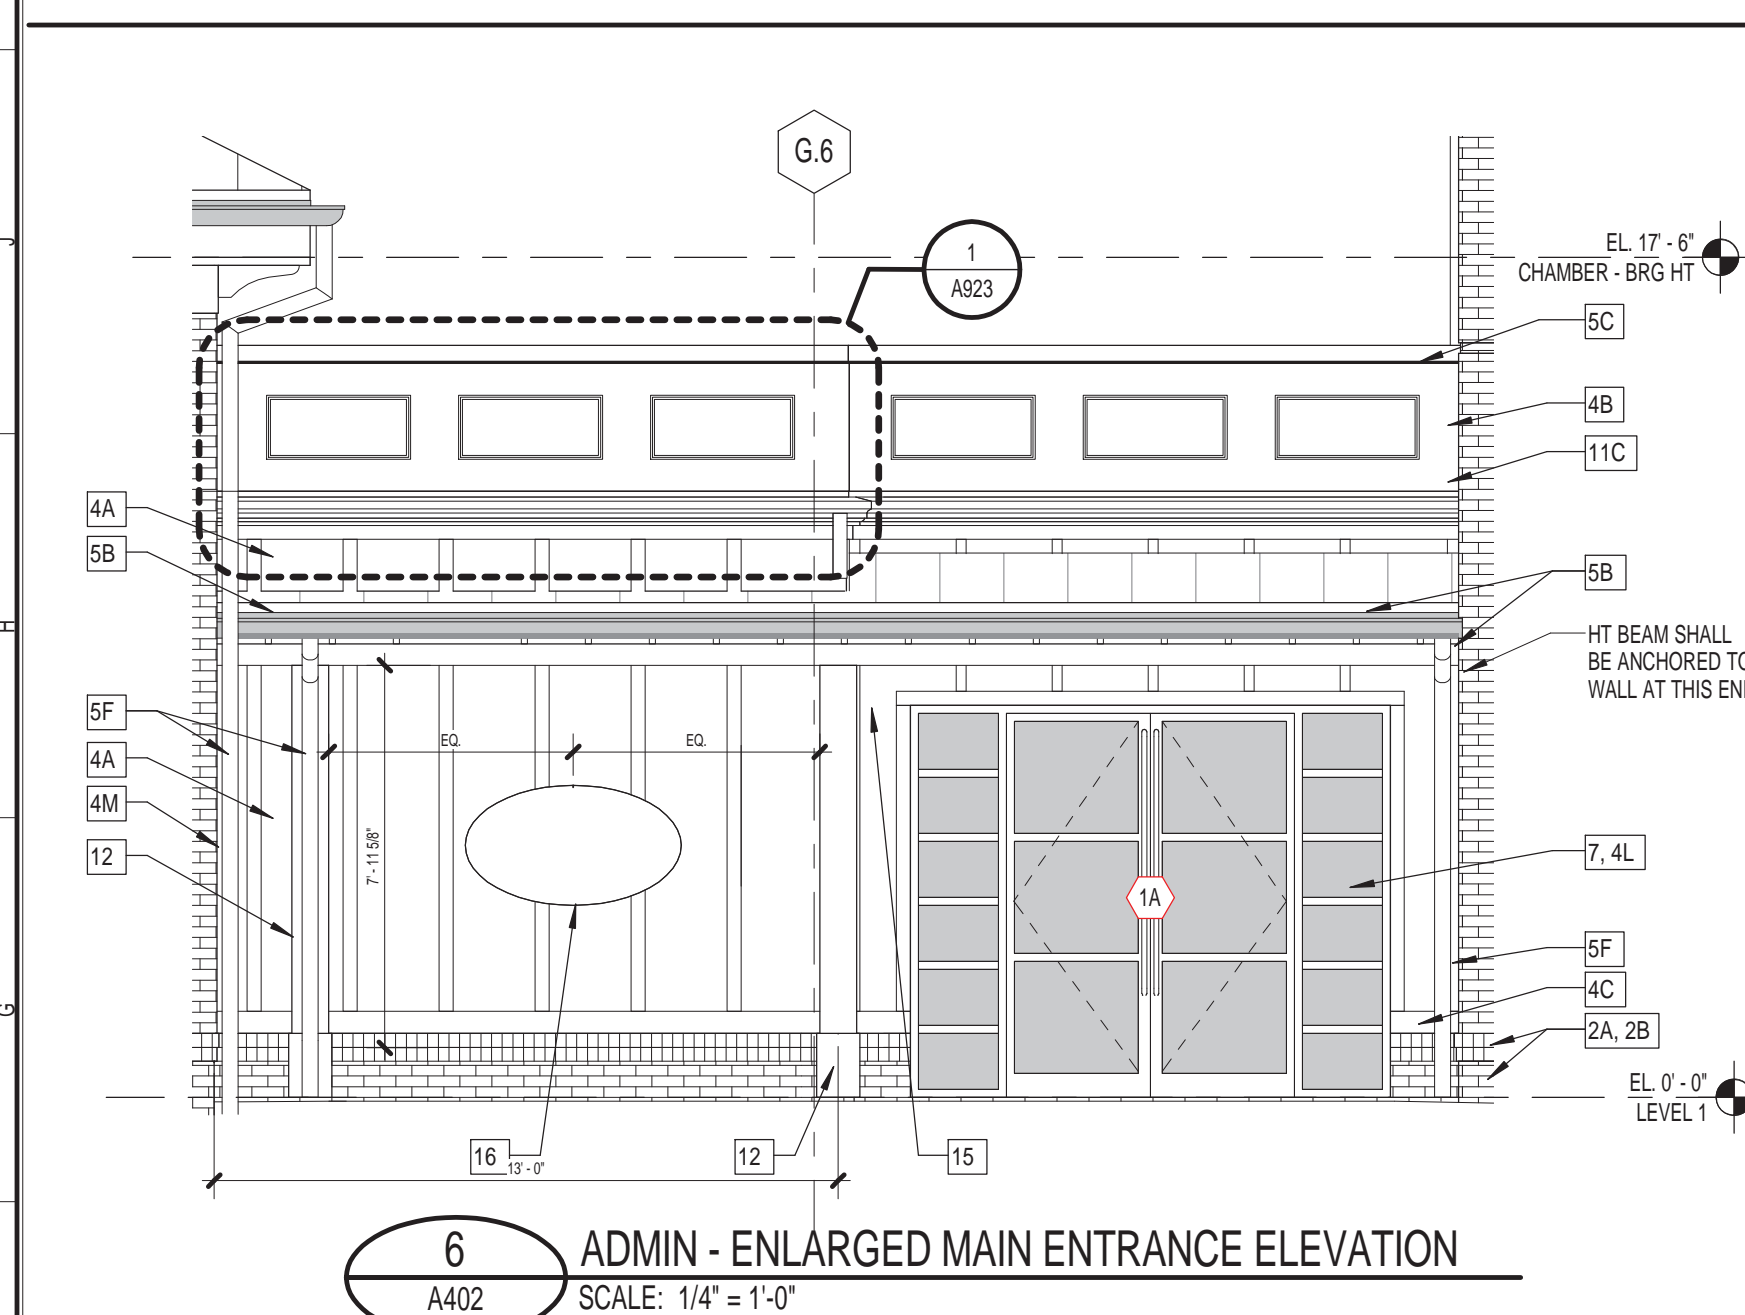 G.6
1
A923
EL. 17' - 6"
CHAMBER - BRG HT
5C
4B
11C
4A
5B
5B
HT BEAM SHALL
BE ANCHORED TO
WALL AT THIS
5F
4A
4M
12
EQ.
EQ.
7' - 11 5/8"
1A
7, 4L
5F
4C
2A, 2B
EL. 0' - 0"
LEVEL 1
16
13' - 0"
12
15
6
A402
ADMIN - ENLARGED MAIN ENTRANCE ELEVATION
SCALE: 1/4" = 1'-0"
J
H
G